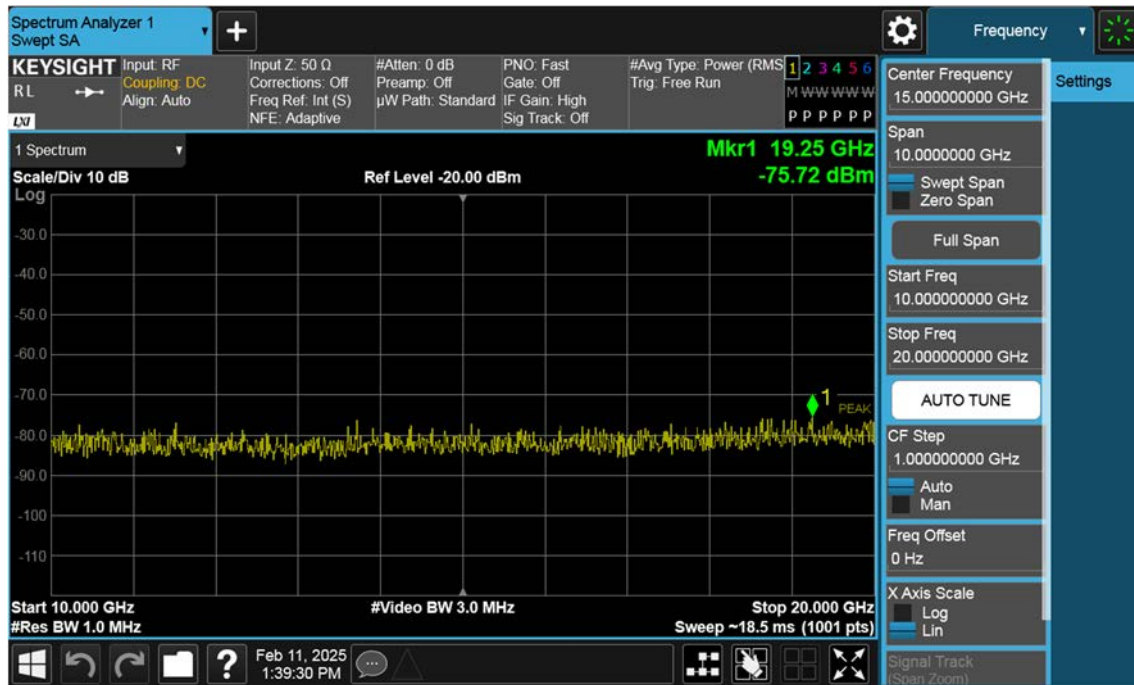 Spectrum Analyzer 1
Swept SA
+
Frequency
KEYSIGHT
RL
LXI
Input: RF
Coupling: DC
Align: Auto
Input Z: 50 Ω
Corrections: Off
Freq Ref: Int (S)
NFE: Adaptive
#Atten: 0 dB
Preamp: Off
µW Path: Standard
PNO: Fast
Gate: Off
IF Gain: High
Sig Track: Off
#Avg Type: Power (RMS
Trig: Free Run
1 2 3 4 5 6
M W W W W W
P P P P P P
1 Spectrum
Scale/Div 10 dB
Log
Ref Level -20.00 dBm
Mkr1 19.25 GHz
-75.72 dBm
-30.0
-40.0
-50.0
-60.0
-70.0
-80.0
-90.0
-100
-110
1
PEAK
Start 10.000 GHz
#Res BW 1.0 MHz
#Video BW 3.0 MHz
Stop 20.000 GHz
Sweep ~18.5 ms (1001 pts)
?
Feb 11, 2025
1:39:30 PM
Center Frequency
15.000000000 GHz
Span
10.0000000 GHz
Swept Span
Zero Span
Full Span
Start Freq
10.000000000 GHz
Stop Freq
20.000000000 GHz
AUTO TUNE
CF Step
1.000000000 GHz
Auto
Man
Freq Offset
0 Hz
X Axis Scale
Log
Lin
Signal Track
(Span Zoom)
Settings